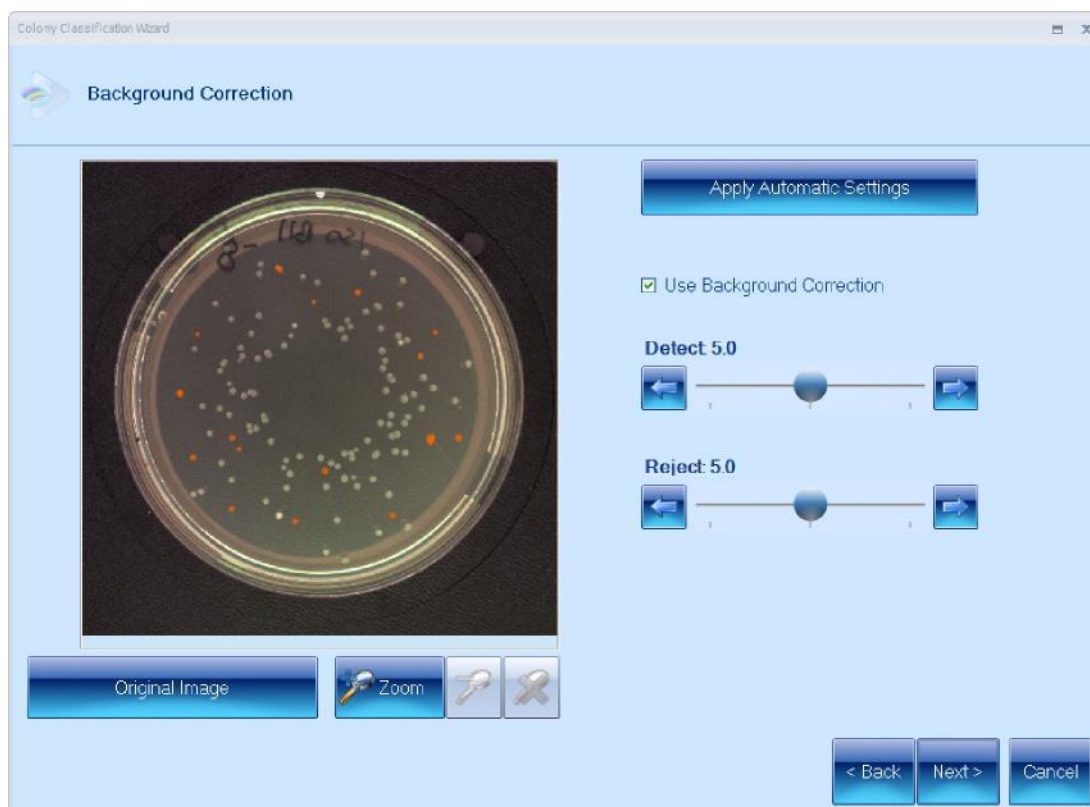 Colony Classification Wizard
Background Correction
Apply Automatic Settings
Use Background Correction
Detect: 5.0
Reject: 5.0
Original Image
Zoom
< Back
Next >
Cancel